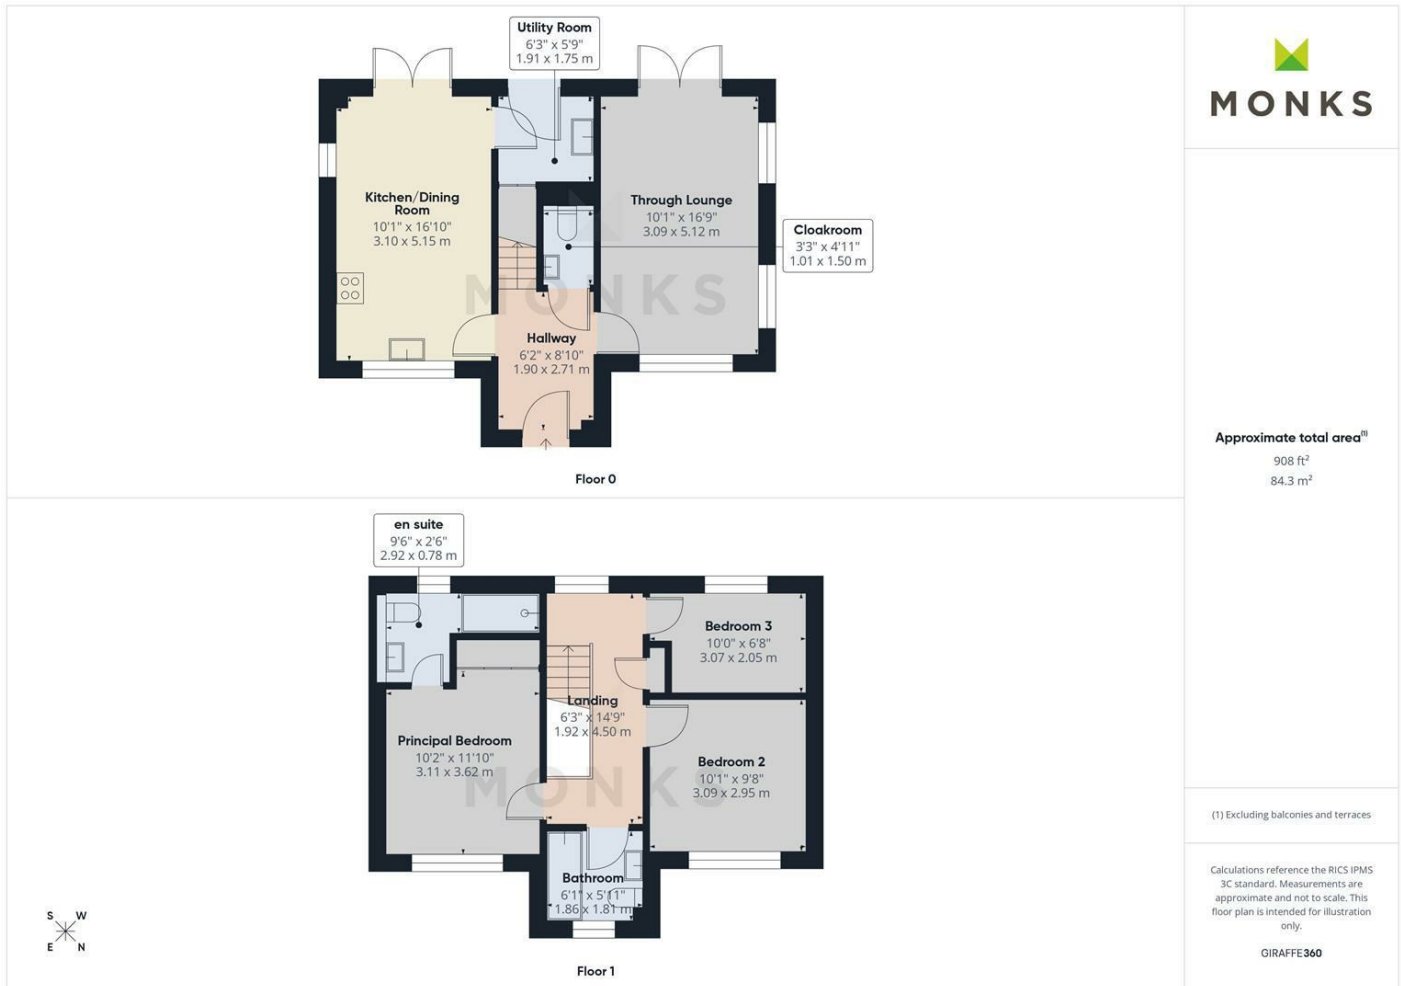 Utility Room
6'3" x 5'9"
1.91 x 1.75 m
Kitchen/Dining
Room
10'1" x 16'10"
3.10 x 5.15 m
Through Lounge
10'1" x 16'9"
3.09 x 5.12 m
Cloakroom
3'3" x 4'11"
1.01 x 1.50 m
MONKS
Hallway
6'2" x 8'10"
1.90 x 2.71 m
Floor 0
en suite
9'6" x 2'6"
2.92 x 0.78 m
Bedroom 3
10'0" x 6'8"
3.07 x 2.05 m
Landing
6'3" x 14'9"
1.92 x 4.50 m
Principal Bedroom
10'2" x 11'10"
3.11 x 3.62 m
Bedroom 2
10'1" x 9'8"
3.09 x 2.95 m
MONKS
Bathroom
6'1" x 5'11"
1.86 x 1.81 m
S W
E N
Floor 1
MONKS
Approximate total area(1)
908 ft²
84.3 m²
(1) Excluding balconies and terraces
Calculations reference the RICS IPMS
3C standard. Measurements are
approximate and not to scale. This
floor plan is intended for illustration
only.
GIRAFFE360